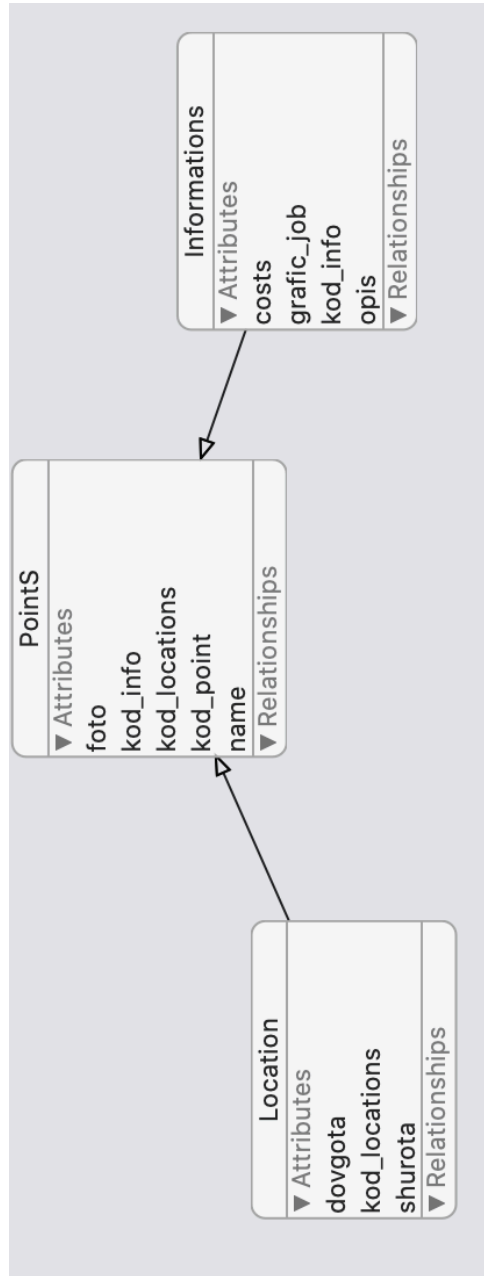 Location
▼ Attributes
dovgota
kod_locations
shurota
▼ Relationships
PointS
▼ Attributes
foto
kod_info
kod_locations
kod_point
name
▼ Relationships
Informations
▼ Attributes
costs
grafic_job
kod_info
opis
▼ Relationships